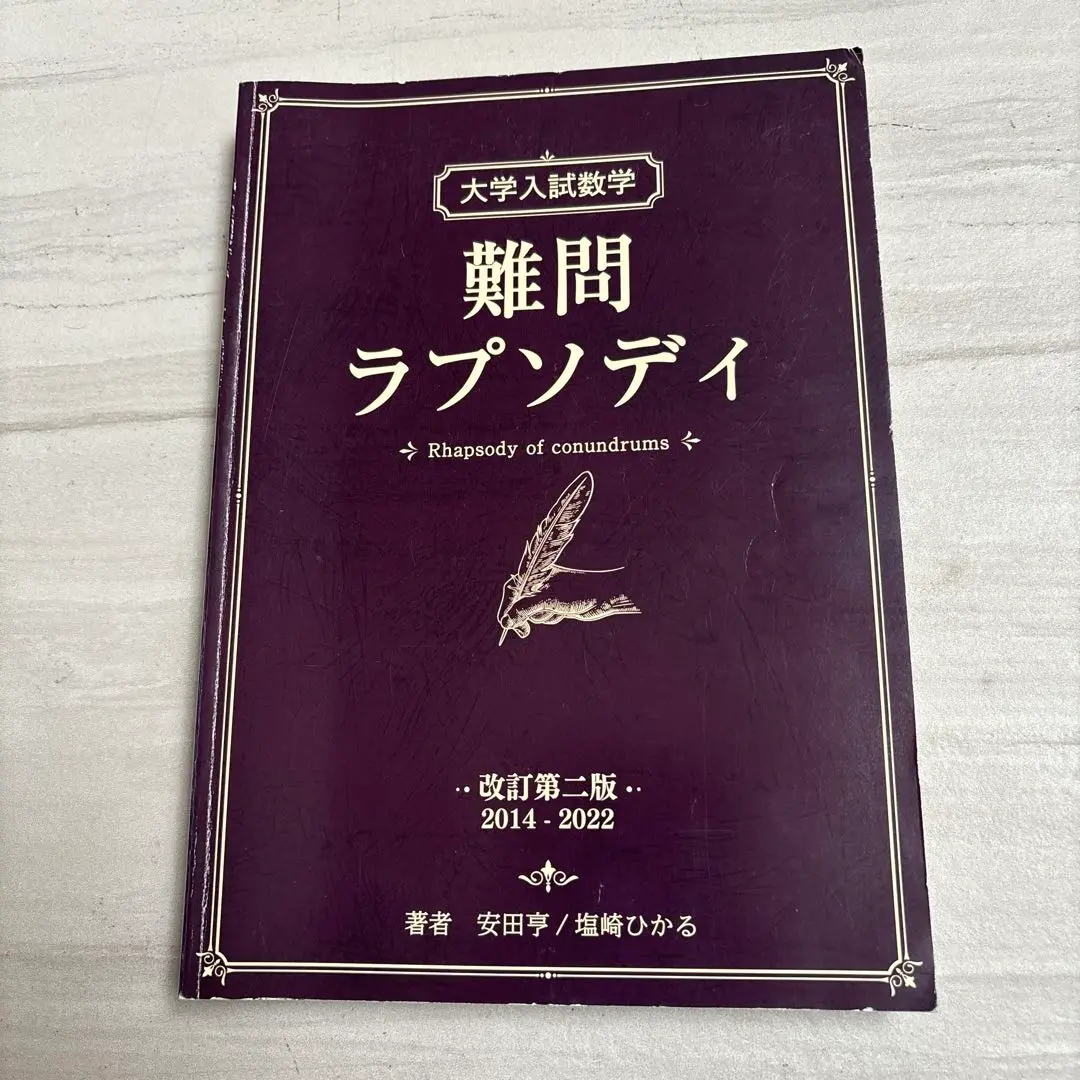 大学入試数学
難問
ラプソディ
Rhapsody of conundrums
改訂第二版
2014 - 2022
著者 安田亨 / 塩崎ひかる